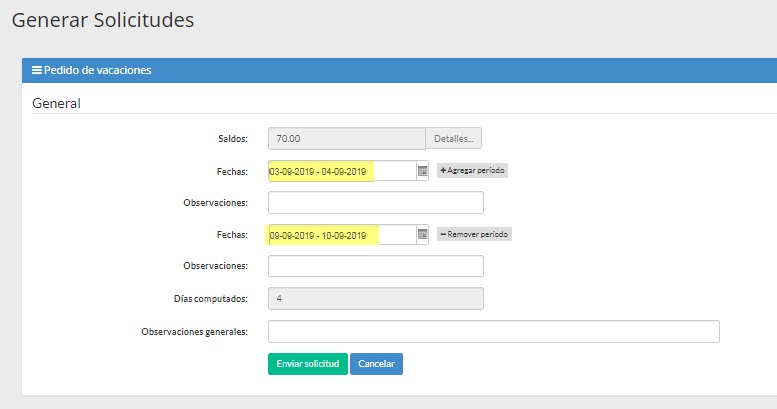 Generar Solicitudes
Pedido de vacaciones
General
Saldos: 70.00 Detalles...
Fechas: 03-09-2019 - 04-09-2019 + Agregar período
Observaciones:
Fechas: 09-09-2019 - 10-09-2019 − Remover período
Observaciones:
Días computados: 4
Observaciones generales:
Enviar solicitud Cancelar